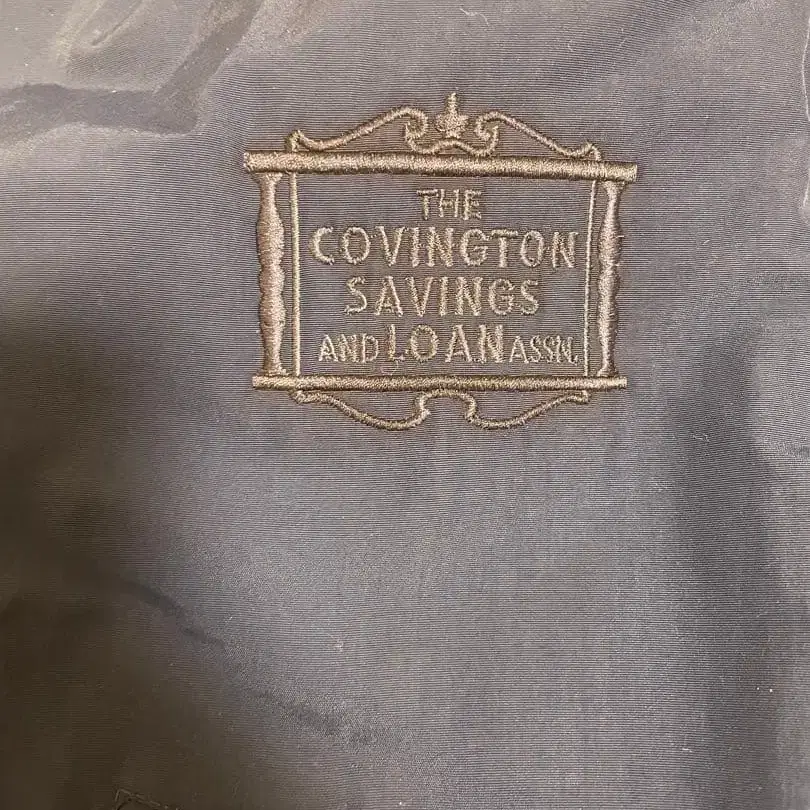 THE
COVINGTON
SAVINGS
AND LOAN ASSN.